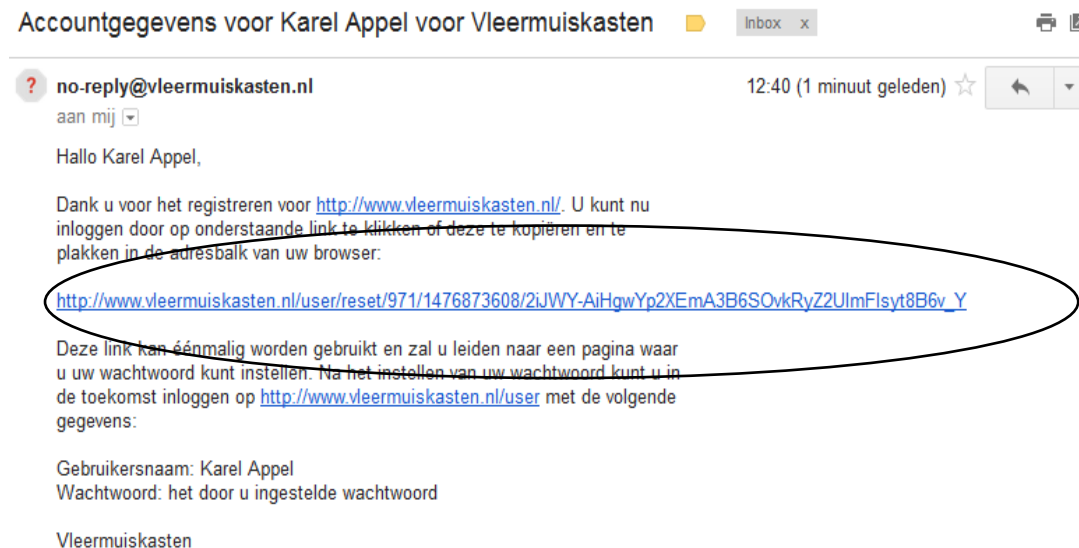 Accountgegevens voor Karel Appel voor Vleermuiskasten Inbox x
? no-reply@vleermuiskasten.nl 12:40 (1 minuut geleden)
aan mij
Hallo Karel Appel,
Dank u voor het registreren voor http://www.vleermuiskasten.nl/. U kunt nu
inloggen door op onderstaande link te klikken of deze te kopiëren en te
plakken in de adresbalk van uw browser:
http://www.vleermuiskasten.nl/user/reset/971/1476873608/2iJWY-AiHgwYp2XEmA3B6SOvkRyZ2UlmFlsyt8B6v_Y
Deze link kan éénmalig worden gebruikt en zal u leiden naar een pagina waar
u uw wachtwoord kunt instellen. Na het instellen van uw wachtwoord kunt u in
de toekomst inloggen op http://www.vleermuiskasten.nl/user met de volgende
gegevens:
Gebruikersnaam: Karel Appel
Wachtwoord: het door u ingestelde wachtwoord
Vleermuiskasten